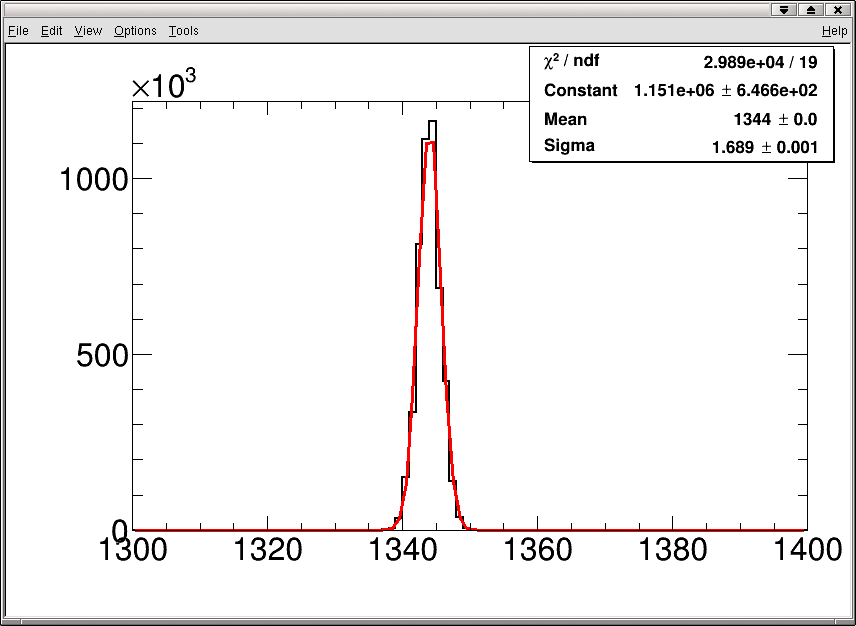 File Edit View Options Tools Help
χ² / ndf 2.989e+04 / 19
Constant 1.151e+06 ± 6.466e+02
Mean 1344 ± 0.0
Sigma 1.689 ± 0.001
×10³
1000
500
0
1300 1320 1340 1360 1380 1400